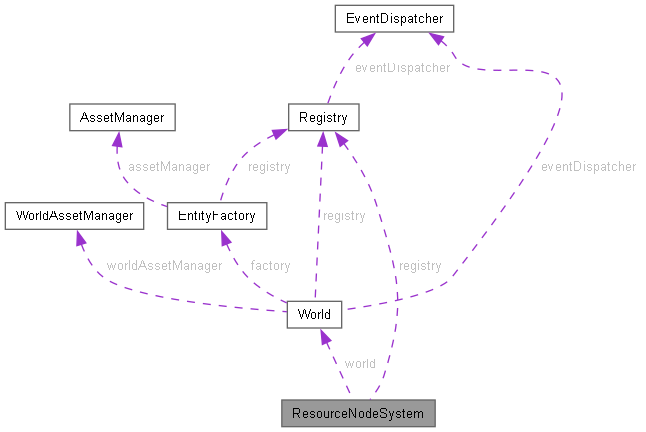 EventDispatcher
eventDispatcher
AssetManager
Registry
assetManager
registry
eventDispatcher
WorldAssetManager
EntityFactory
registry
worldAssetManager
factory
registry
World
world
ResourceNodeSystem